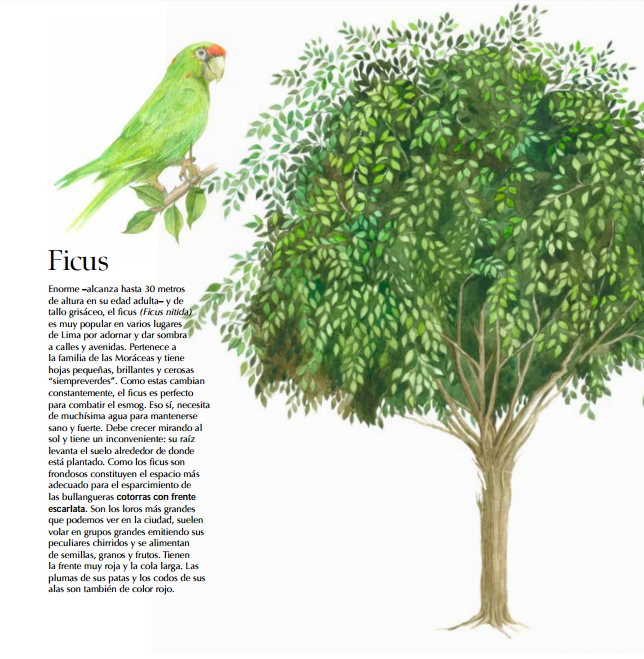 Ficus
Enorme –alcanza hasta 30 metros
de altura en su edad adulta– y de
tallo grisáceo, el ficus (Ficus nitida)
es muy popular en varios lugares
de Lima por adornar y dar sombra
a calles y avenidas. Pertenece a
la familia de las Moráceas y tiene
hojas pequeñas, brillantes y cerosas
“siempreverdes”. Como estas cambian
constantemente, el ficus es perfecto
para combatir el esmog. Eso sí, necesita
de muchísima agua para mantenerse
sano y fuerte. Debe crecer mirando al
sol y tiene un inconveniente: su raíz
levanta el suelo alrededor de donde
está plantado. Como los ficus son
frondosos constituyen el espacio más
adecuado para el esparcimiento de
las bullangueras cotorras con frente
escarlata. Son los loros más grandes
que podemos ver en la ciudad, suelen
volar en grupos grandes emitiendo sus
peculiares chirridos y se alimentan
de semillas, granos y frutos. Tienen
la frente muy roja y la cola larga. Las
plumas de sus patas y los codos de sus
alas son también de color rojo.